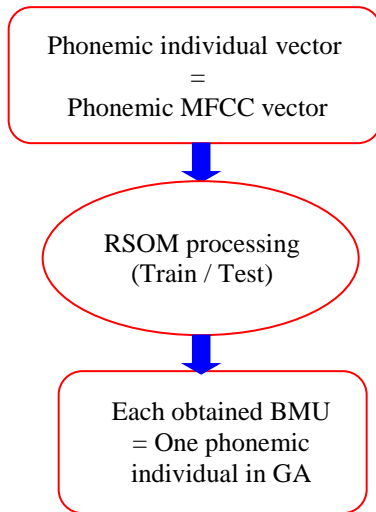 Phonemic individual vector
=
Phonemic MFCC vector
RSOM processing
(Train / Test)
Each obtained BMU
= One phonemic
individual in GA